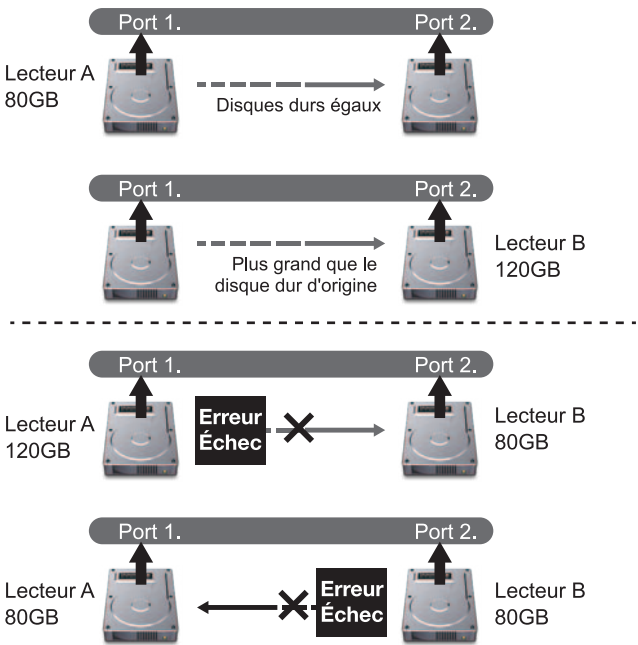 Port 1. Port 2.
Lecteur A
80GB
Disques durs égaux
Port 1. Port 2.
Plus grand que le
disque dur d'origine
Lecteur B
120GB
Port 1. Port 2.
Lecteur A
120GB
Erreur
Échec
Lecteur B
80GB
Port 1. Port 2.
Lecteur A
80GB
Erreur
Échec
Lecteur B
80GB